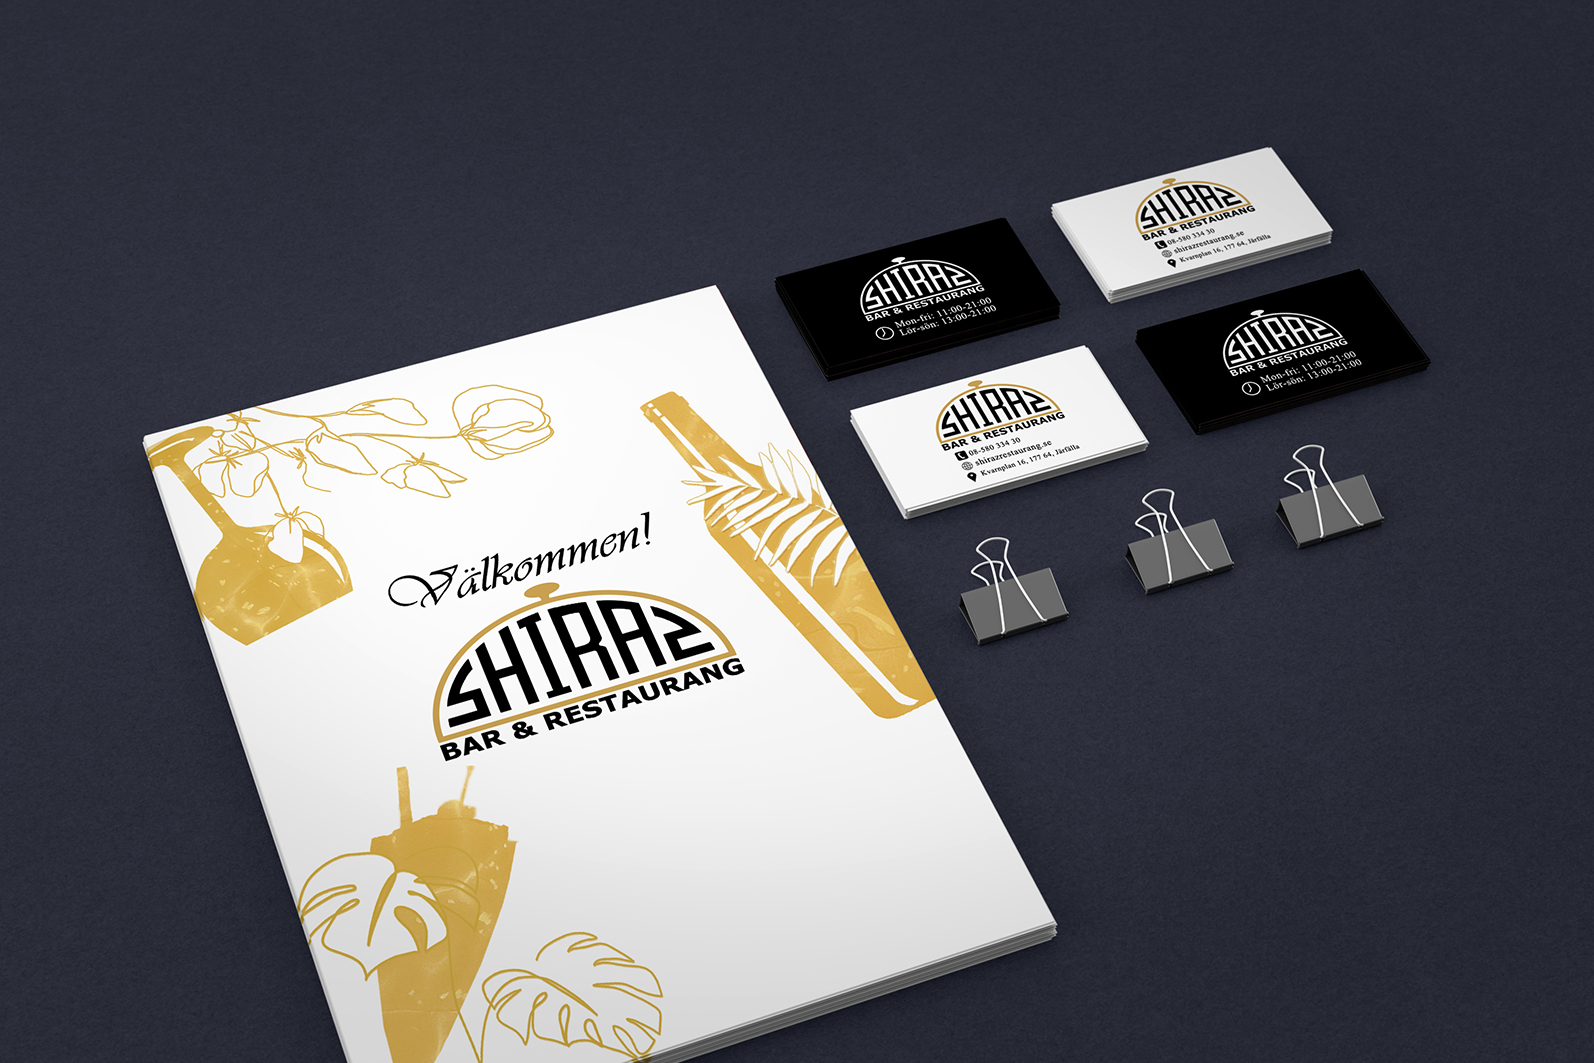 Välkommen!
SHIRAZ
BAR & RESTAURANG
SHIRAZ
BAR & RESTAURANG
Mon-fri: 11:00-21:00
Lör-sön: 13:00-21:00
SHIRAZ
BAR & RESTAURANG
08-580 334 30
shirazrestaurang.se
Kvarnplan 16, 177 64, Järfälla
SHIRAZ
BAR & RESTAURANG
08-580 334 30
shirazrestaurang.se
Kvarnplan 16, 177 64, Järfälla
SHIRAZ
BAR & RESTAURANG
Mon-fri: 11:00-21:00
Lör-sön: 13:00-21:00